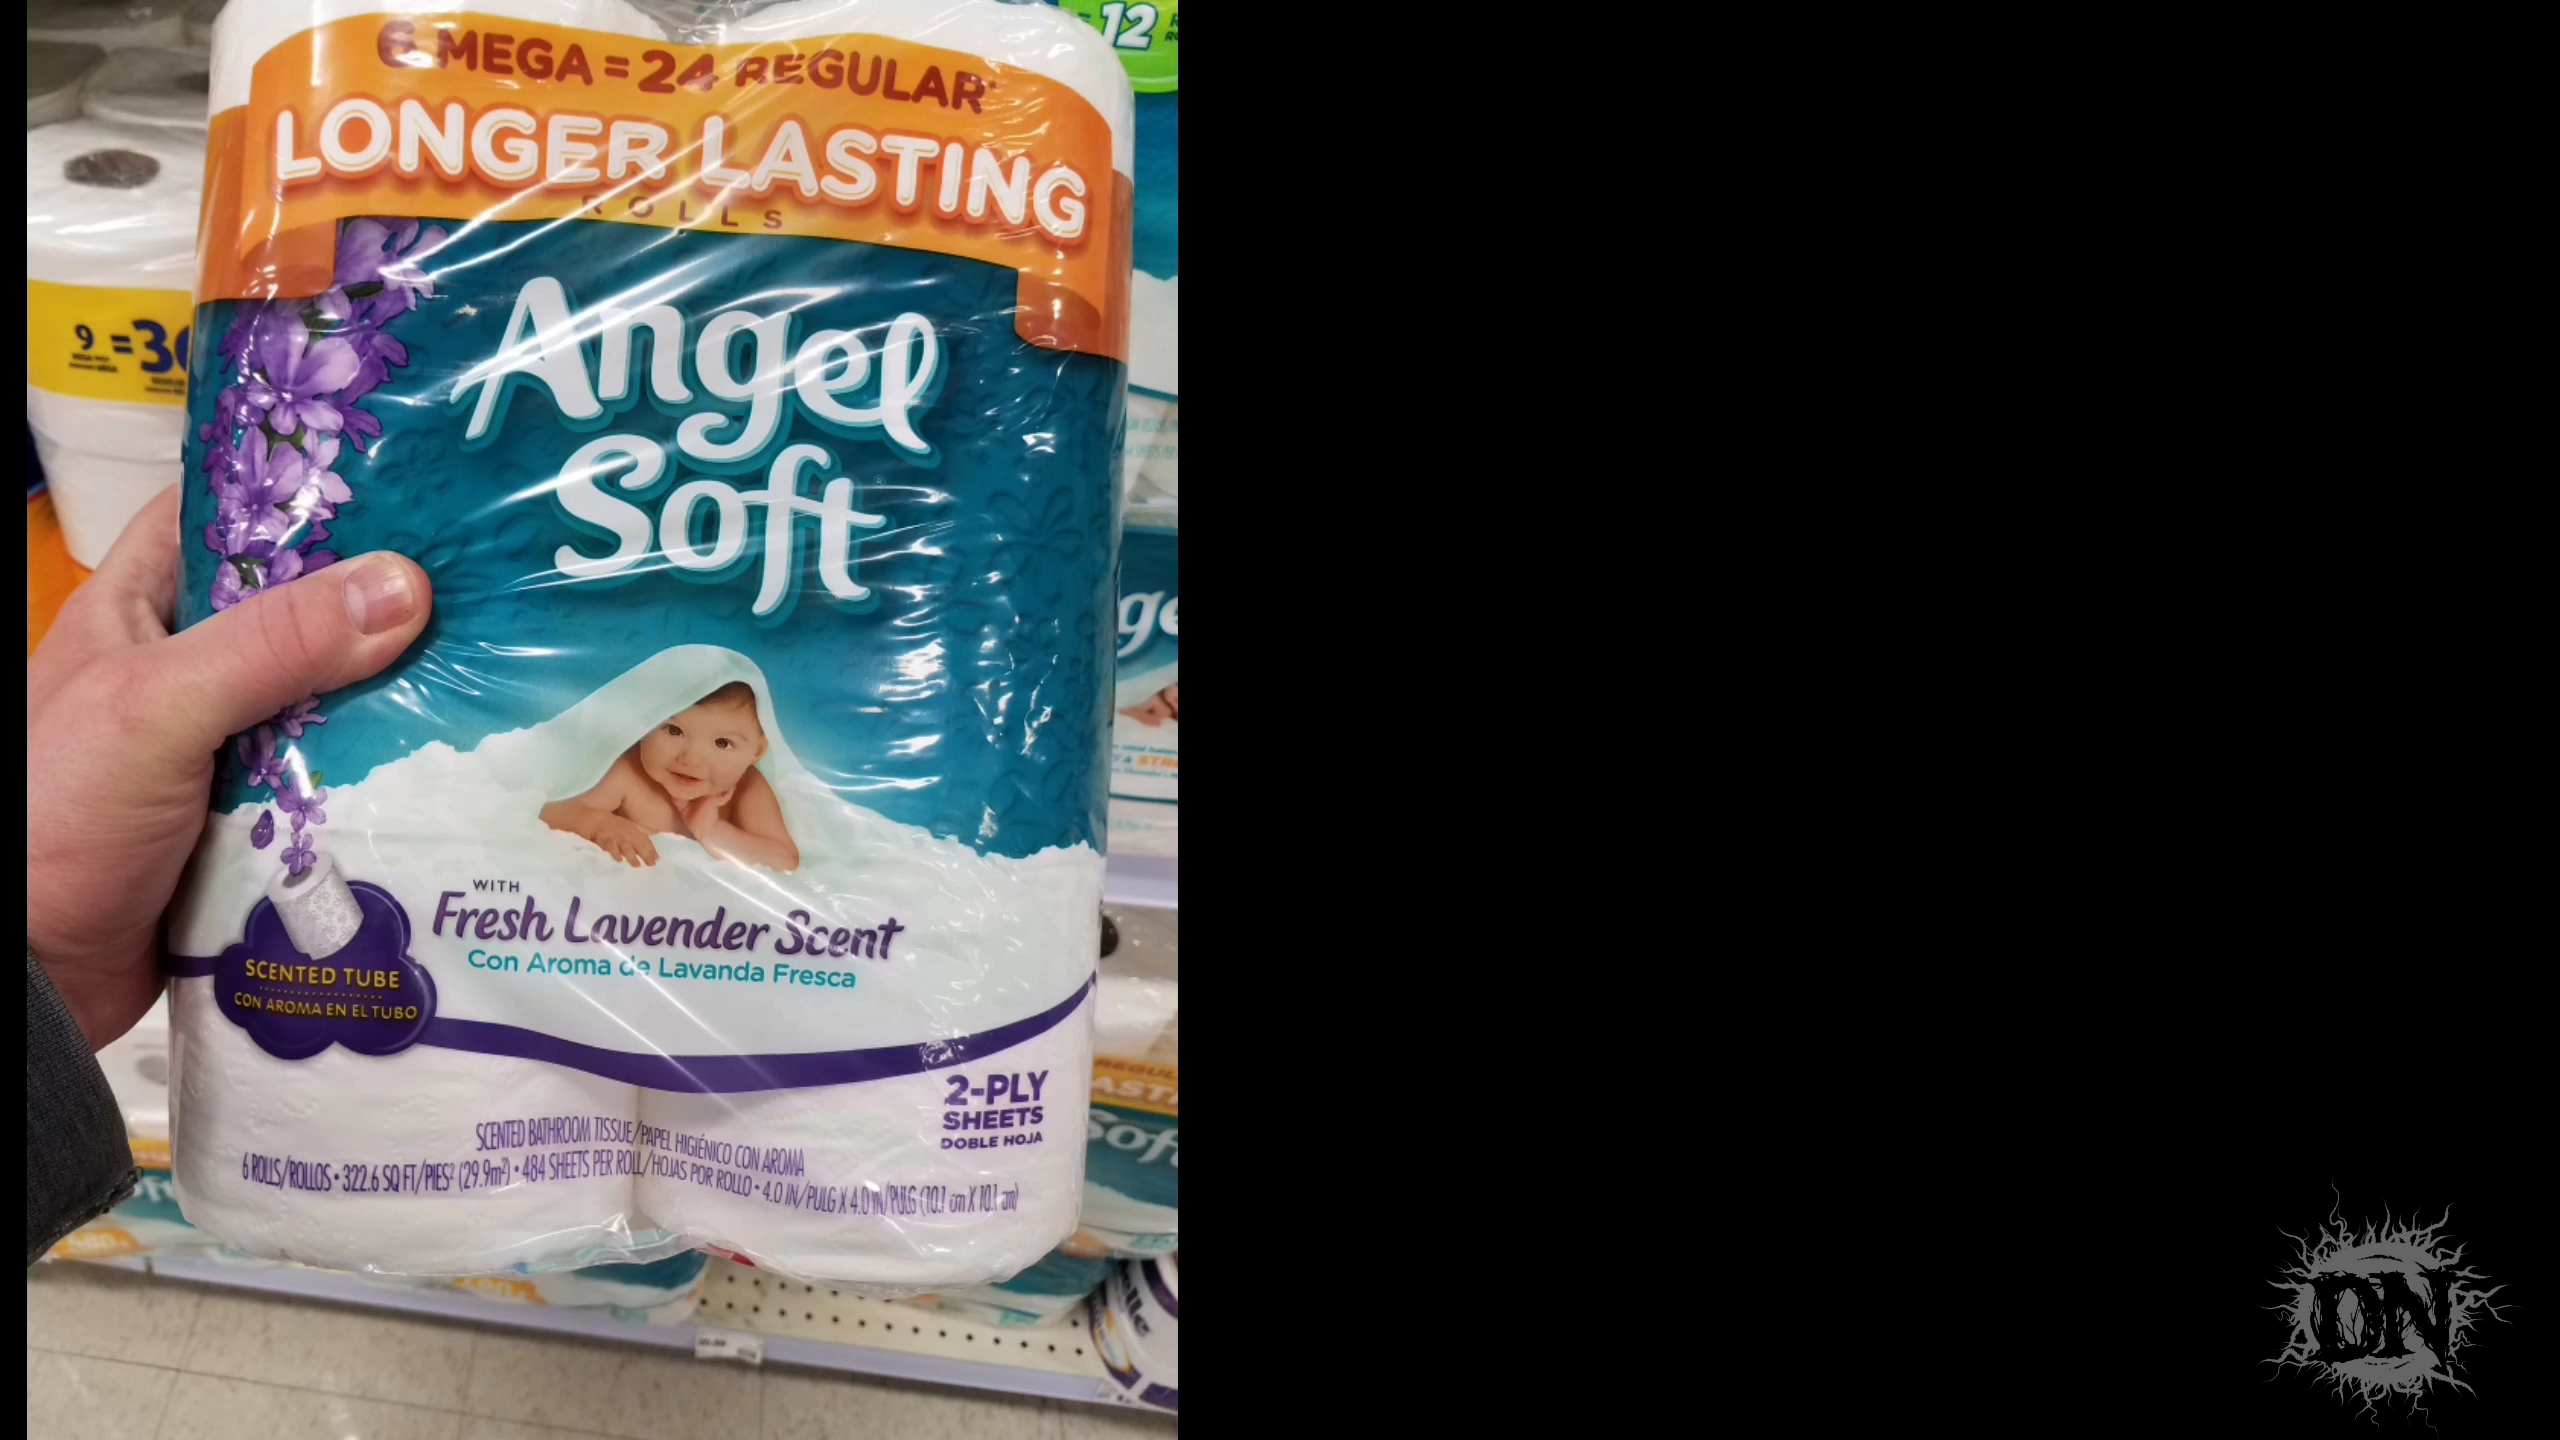 6 MEGA = 24 REGULAR*
LONGER LASTING
ROLLS
Angel
Soft®
WITH
Fresh Lavender Scent
Con Aroma de Lavanda Fresca
SCENTED TUBE
CON AROMA EN EL TUBO
2-PLY
SHEETS
DOBLE HOJA
SCENTED BATHROOM TISSUE/PAPEL HIGIÉNICO CON AROMA
6 ROLLS/ROLLOS • 322.6 SQ FT/PIES² (29.9m²) • 484 SHEETS PER ROLL/HOJAS POR ROLLO • 4.0 IN/PULG X 4.0 IN/PULG (10.1 cm X 10.1 cm)
= 12
9 =
Soft
DN